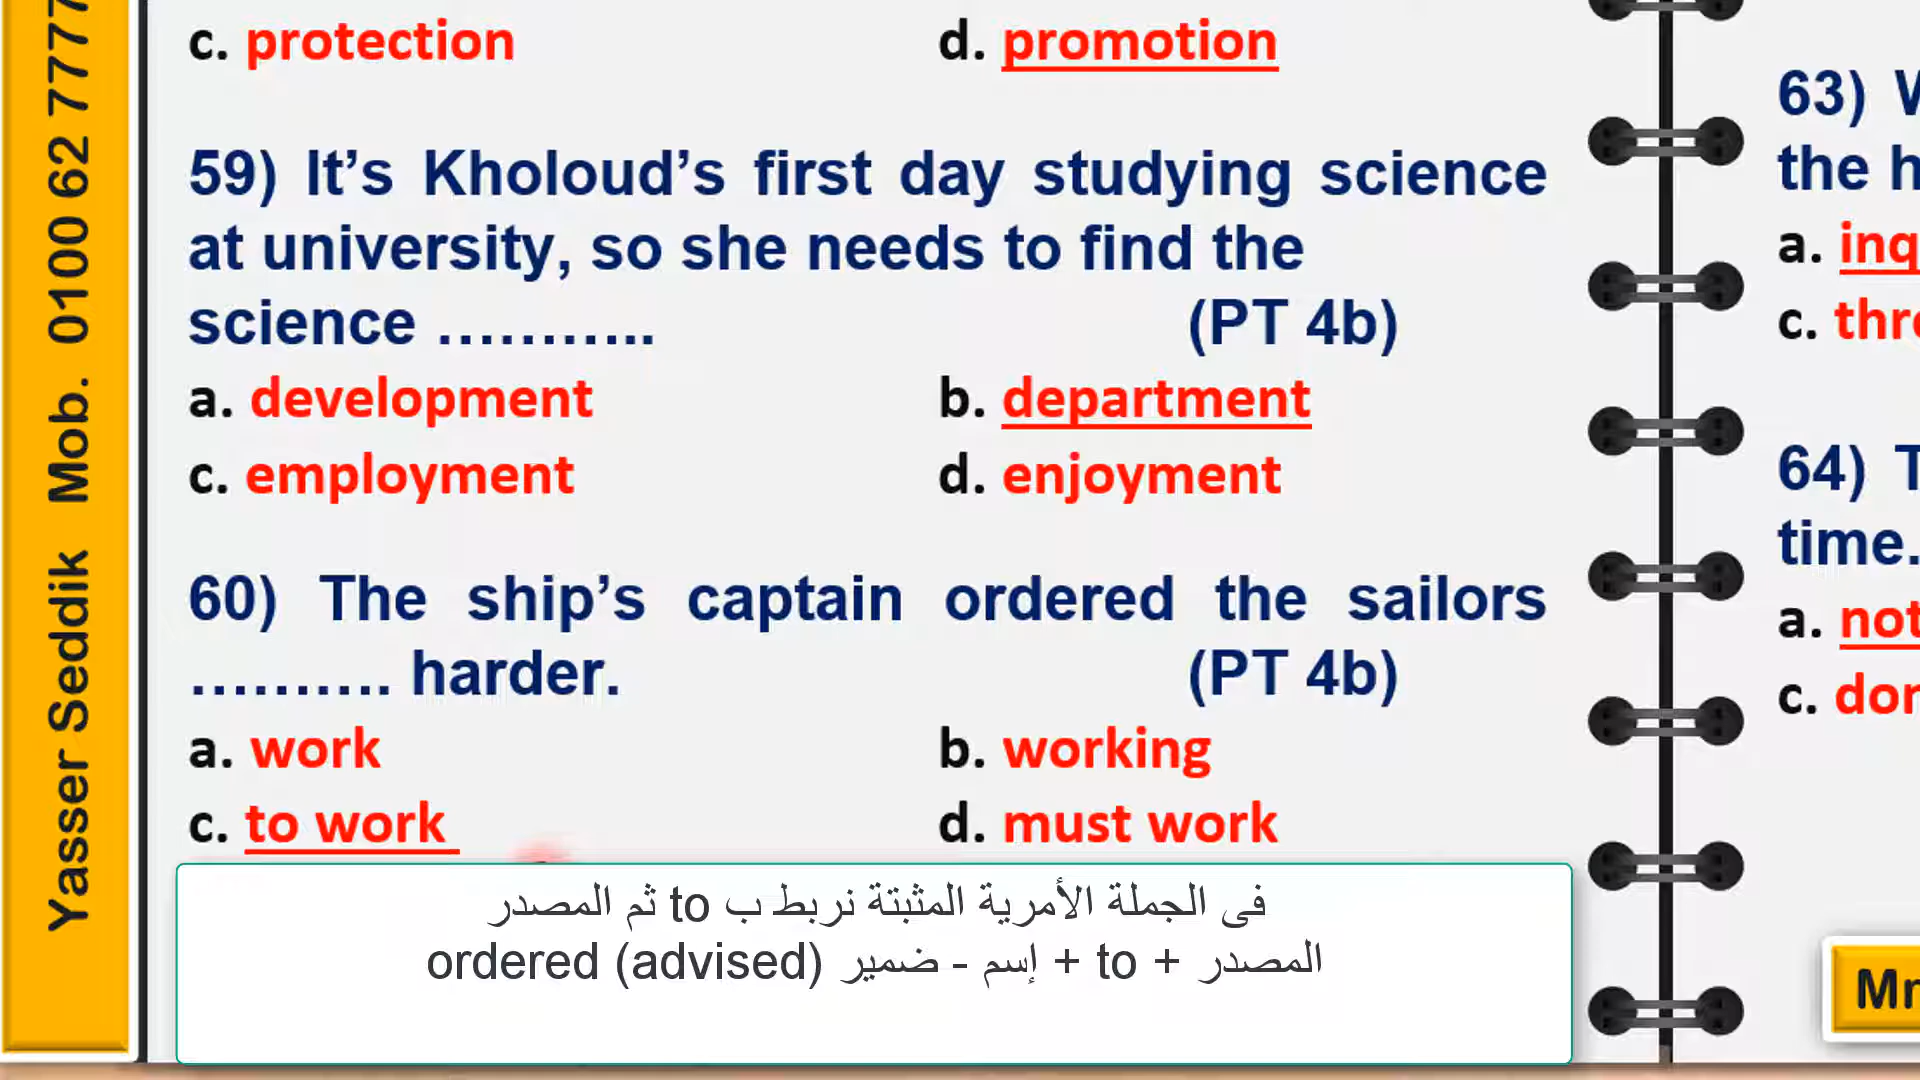 Yasser Seddik Mob. 0100 62 7777
c. protection d. promotion
59) It’s Kholoud’s first day studying science
at university, so she needs to find the
science ……….. (PT 4b)
a. development b. department
c. employment d. enjoyment
60) The ship’s captain ordered the sailors
………. harder. (PT 4b)
a. work b. working
c. to work d. must work
فى الجملة الأمرية المثبتة نربط ب to ثم المصدر
ordered (advised) إسم - ضمير + to + المصدر
63)
the
a.
c.
64)
time.
a.
c.